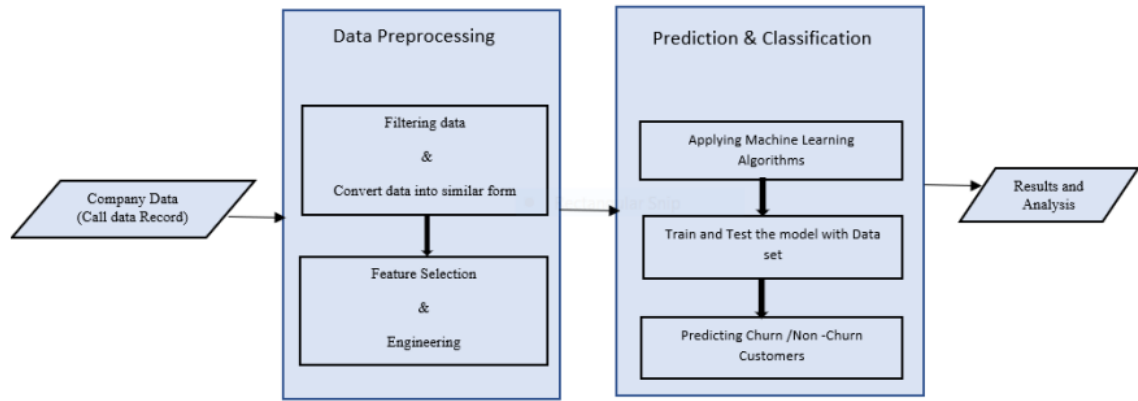 Data Preprocessing
Filtering data
&
Convert data into similar form
Feature Selection
&
Engineering
Prediction & Classification
Applying Machine Learning
Algorithms
Train and Test the model with Data
set
Predicting Churn /Non -Churn
Customers
Company Data
(Call data Record)
Results and
Analysis
Rectangular Snip